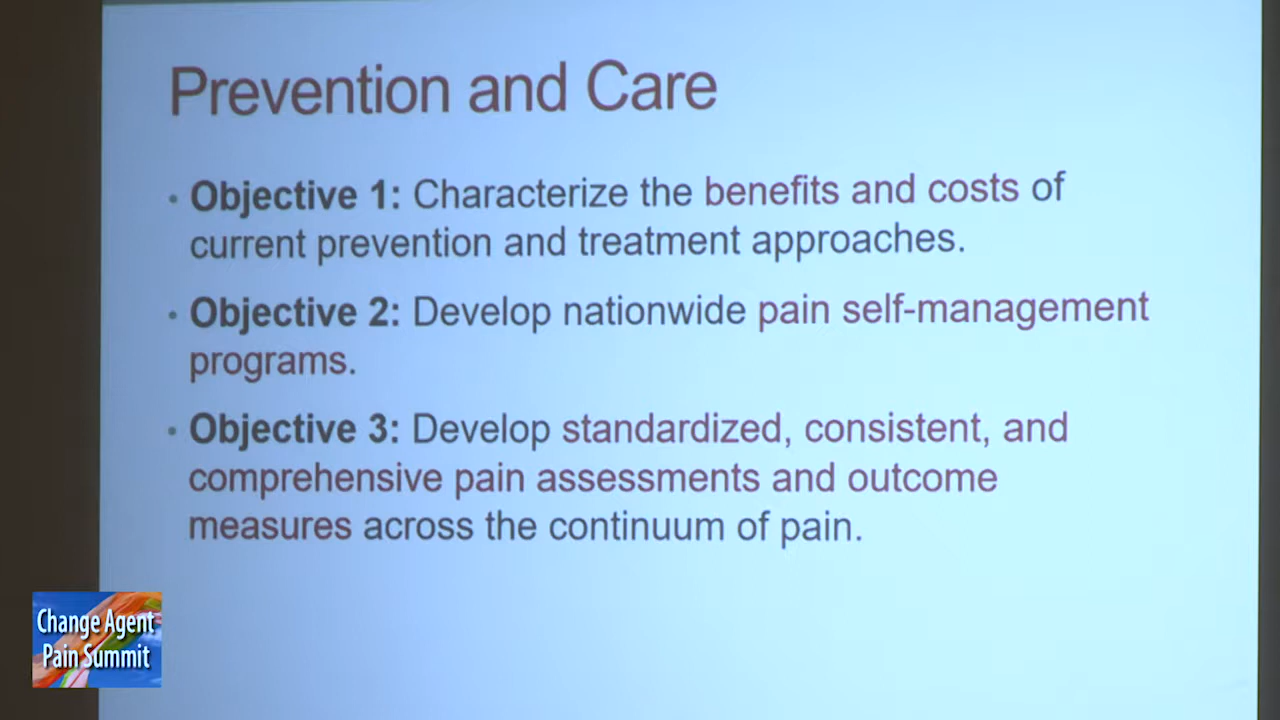 Prevention and Care
• Objective 1: Characterize the benefits and costs of
current prevention and treatment approaches.
• Objective 2: Develop nationwide pain self-management
programs.
• Objective 3: Develop standardized, consistent, and
comprehensive pain assessments and outcome
measures across the continuum of pain.
Change Agent
Pain Summit